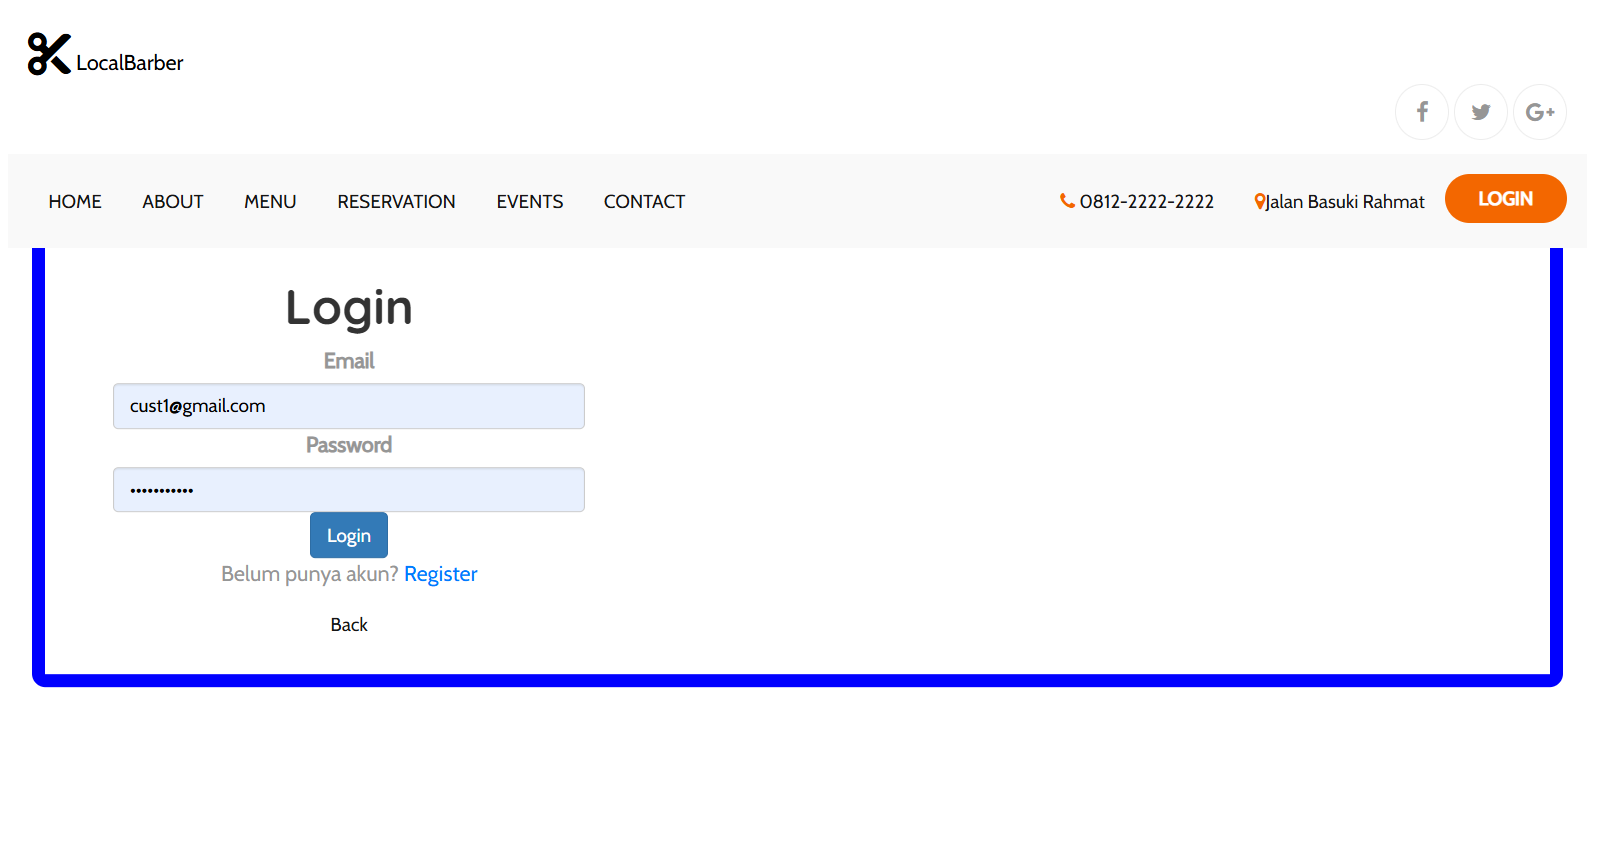 LocalBarber
HOME ABOUT MENU RESERVATION EVENTS CONTACT 0812-2222-2222 Jalan Basuki Rahmat LOGIN
Login
Email
cust1@gmail.com
Password
Login
Belum punya akun? Register
Back